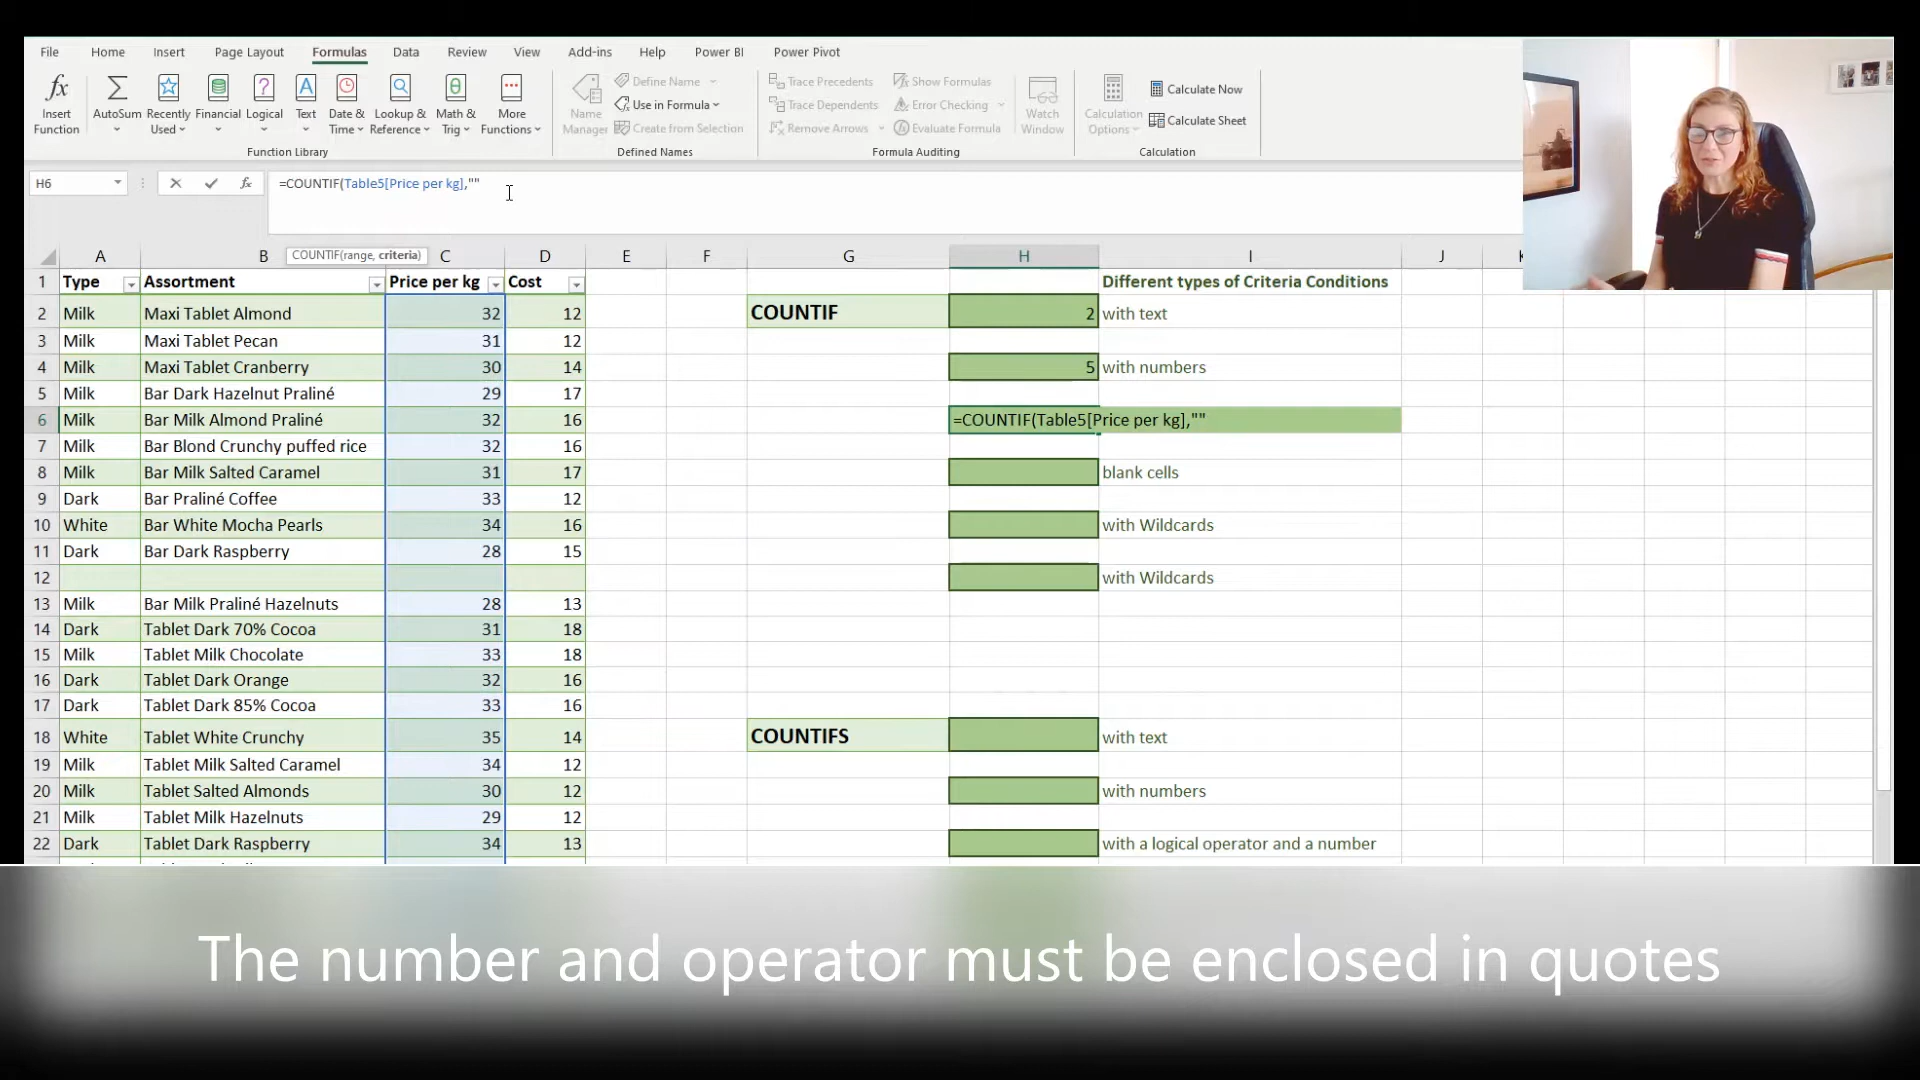 File Home Insert Page Layout Formulas Data Review View Add-ins Help Power BI Power Pivot
fx Insert Function
AutoSum
Recently Used
Financial
Logical
Text
Date & Time
Lookup & Reference
Math & Trig
More Functions
Function Library
Name Manager
Define Name
Use in Formula
Create from Selection
Defined Names
Trace Precedents
Trace Dependents
Remove Arrows
Show Formulas
Error Checking
Evaluate Formula
Formula Auditing
Watch Window
Calculation Options
Calculate Now
Calculate Sheet
Calculation
H6 fx =COUNTIF(Table5[Price per kg],""
COUNTIF(range, criteria)
A B C D E F G H I J
1 Type Assortment Price per kg Cost Different types of Criteria Conditions
2 Milk Maxi Tablet Almond 32 12 COUNTIF 2 with text
3 Milk Maxi Tablet Pecan 31 12
4 Milk Maxi Tablet Cranberry 30 14 5 with numbers
5 Milk Bar Dark Hazelnut Praliné 29 17
6 Milk Bar Milk Almond Praliné 32 16 =COUNTIF(Table5[Price per kg],""
7 Milk Bar Blond Crunchy puffed rice 32 16
8 Milk Bar Milk Salted Caramel 31 17 blank cells
9 Dark Bar Praliné Coffee 33 12
10 White Bar White Mocha Pearls 34 16 with Wildcards
11 Dark Bar Dark Raspberry 28 15
12 with Wildcards
13 Milk Bar Milk Praliné Hazelnuts 28 13
14 Dark Tablet Dark 70% Cocoa 31 18
15 Milk Tablet Milk Chocolate 33 18
16 Dark Tablet Dark Orange 32 16
17 Dark Tablet Dark 85% Cocoa 33 16
18 White Tablet White Crunchy 35 14 COUNTIFS with text
19 Milk Tablet Milk Salted Caramel 34 12
20 Milk Tablet Salted Almonds 30 12 with numbers
21 Milk Tablet Milk Hazelnuts 29 12
22 Dark Tablet Dark Raspberry 34 13 with a logical operator and a number
The number and operator must be enclosed in quotes